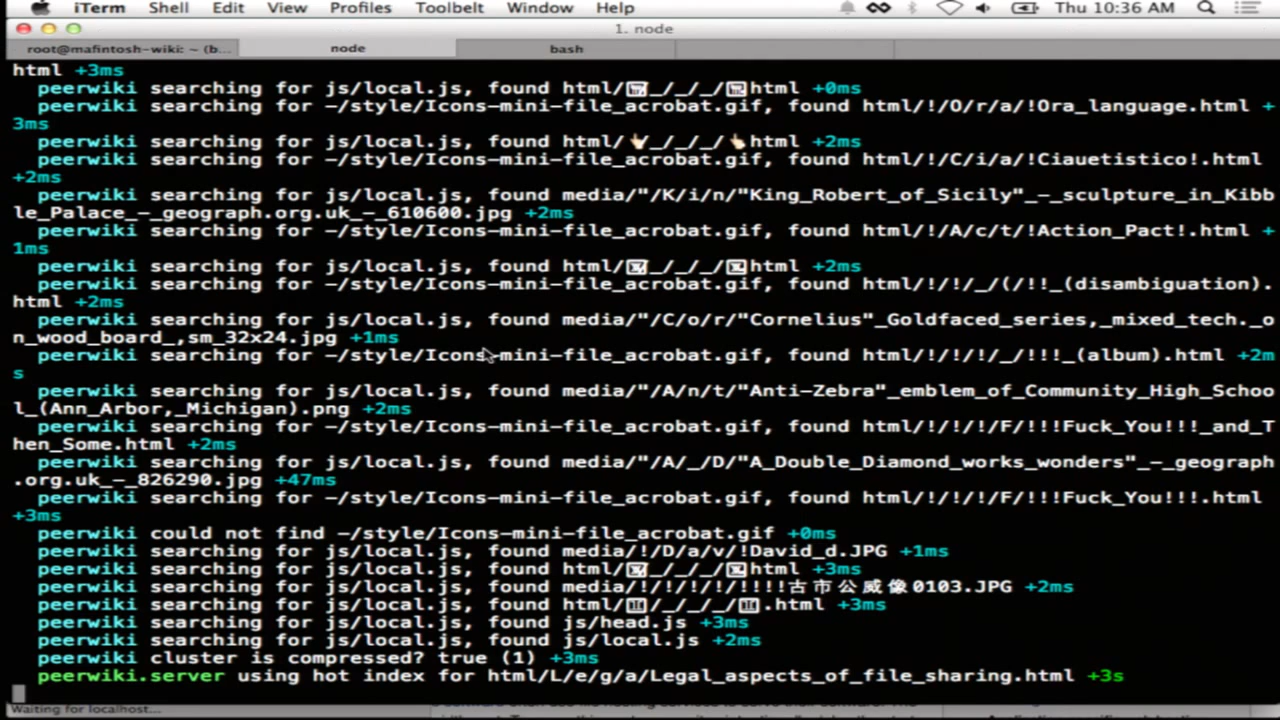 iTerm Shell Edit View Profiles Toolbelt Window Help Thu 10:36 AM
1. node
root@mafintosh-wiki: ~ (b... node bash
html +3ms
peerwiki searching for js/local.js, found html/_/_/_/html +0ms
peerwiki searching for -/style/Icons-mini-file_acrobat.gif, found html/!/O/r/a/!Ora_language.html +
3ms
peerwiki searching for js/local.js, found html/👆_/_/_/👆html +2ms
peerwiki searching for -/style/Icons-mini-file_acrobat.gif, found html/!/C/i/a/!Ciauetistico!.html
+2ms
peerwiki searching for js/local.js, found media/"/K/i/n/"King_Robert_of_Sicily"_-_sculpture_in_Kibb
le_Palace_-_geograph.org.uk_-_610600.jpg +2ms
peerwiki searching for -/style/Icons-mini-file_acrobat.gif, found html/!/A/c/t/!Action_Pact!.html +
1ms
peerwiki searching for js/local.js, found html/_/_/_/html +2ms
peerwiki searching for -/style/Icons-mini-file_acrobat.gif, found html/!/!/_/(/!!_(disambiguation).
html +2ms
peerwiki searching for js/local.js, found media/"/C/o/r/"Cornelius"_Goldfaced_series,_mixed_tech._o
n_wood_board_,sm_32x24.jpg +1ms
peerwiki searching for -/style/Icons-mini-file_acrobat.gif, found html/!/!/!/_/!!!_(album).html +2m
s
peerwiki searching for js/local.js, found media/"/A/n/t/"Anti-Zebra"_emblem_of_Community_High_Schoo
l_(Ann_Arbor,_Michigan).png +2ms
peerwiki searching for -/style/Icons-mini-file_acrobat.gif, found html/!/!/!/F/!!!Fuck_You!!!_and_T
hen_Some.html +2ms
peerwiki searching for js/local.js, found media/"/A/_/D/"A_Double_Diamond_works_wonders"_-_geograph
.org.uk_-_826290.jpg +47ms
peerwiki searching for -/style/Icons-mini-file_acrobat.gif, found html/!/!/!/F/!!!Fuck_You!!!.html
+3ms
peerwiki could not find -/style/Icons-mini-file_acrobat.gif +0ms
peerwiki searching for js/local.js, found media/!/D/a/v/!David_d.JPG +1ms
peerwiki searching for js/local.js, found html/_/_/_/html +3ms
peerwiki searching for js/local.js, found media/!/!/!/!/!!!!古市公威像0103.JPG +2ms
peerwiki searching for js/local.js, found html//_/_/_/.html +3ms
peerwiki searching for js/local.js, found js/head.js +3ms
peerwiki searching for js/local.js, found js/local.js +2ms
peerwiki cluster is compressed? true (1) +3ms
peerwiki.server using hot index for html/L/e/g/a/Legal_aspects_of_file_sharing.html +3s
Waiting for localhost...